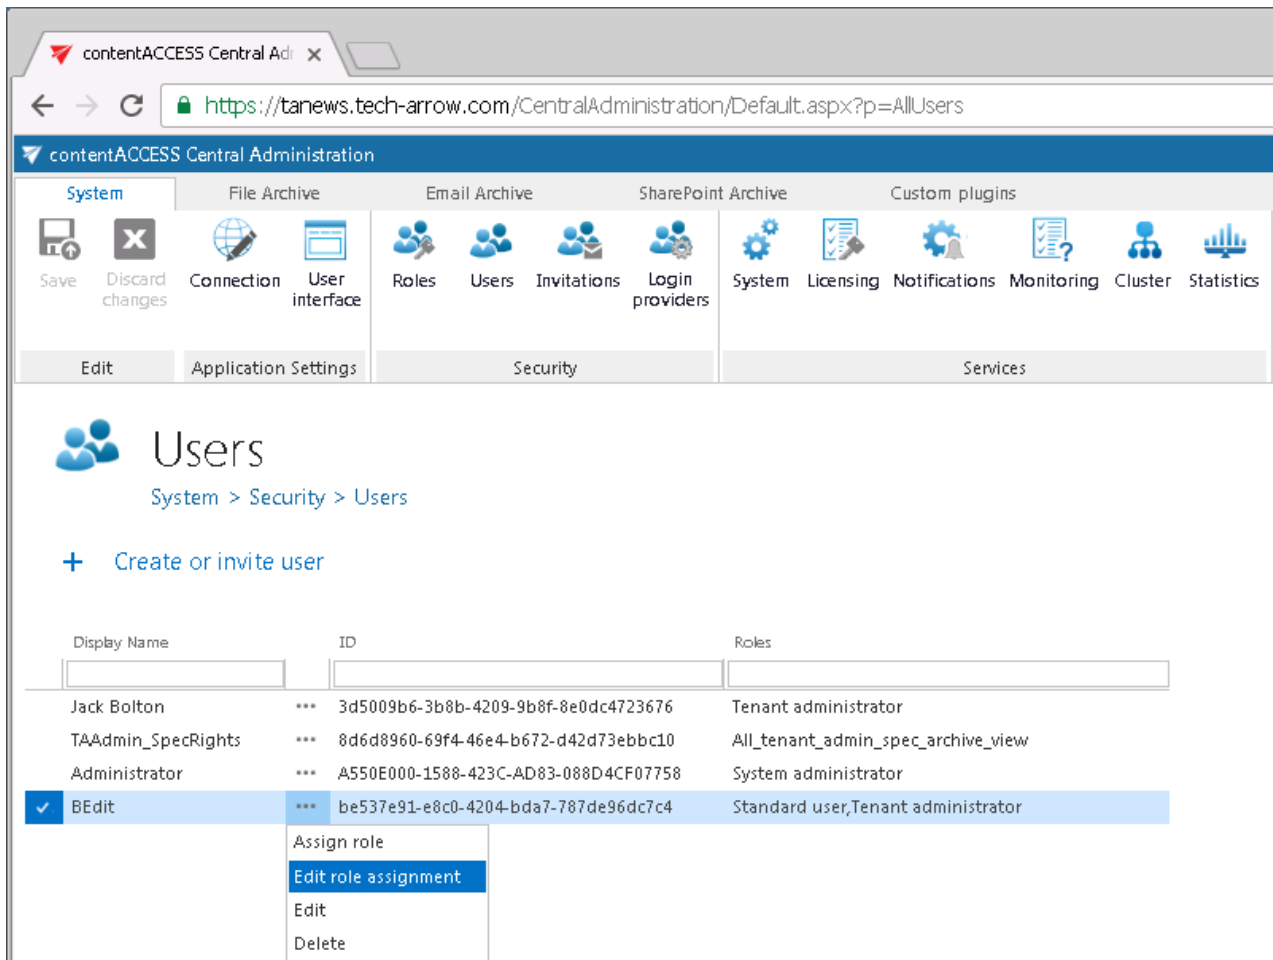 contentACCESS Central Adr
https://tanews.tech-arrow.com/CentralAdministration/Default.aspx?p=AllUsers
contentACCESS Central Administration
System File Archive Email Archive SharePoint Archive Custom plugins
Save Discard changes Connection User interface Roles Users Invitations Login providers System Licensing Notifications Monitoring Cluster Statistics
Edit Application Settings Security Services
Users
System > Security > Users
+ Create or invite user
Display Name ID Roles
Jack Bolton ••• 3d5009b6-3b8b-4209-9b8f-8e0dc4723676 Tenant administrator
TAAdmin_SpecRights ••• 8d6d8960-69f4-46e4-b672-d42d73ebbc10 All_tenant_admin_spec_archive_view
Administrator ••• A550E000-1588-423C-AD83-088D4CF07758 System administrator
BEdit ••• be537e91-e8c0-4204-bda7-787de96dc7c4 Standard user,Tenant administrator
Assign role
Edit role assignment
Edit
Delete